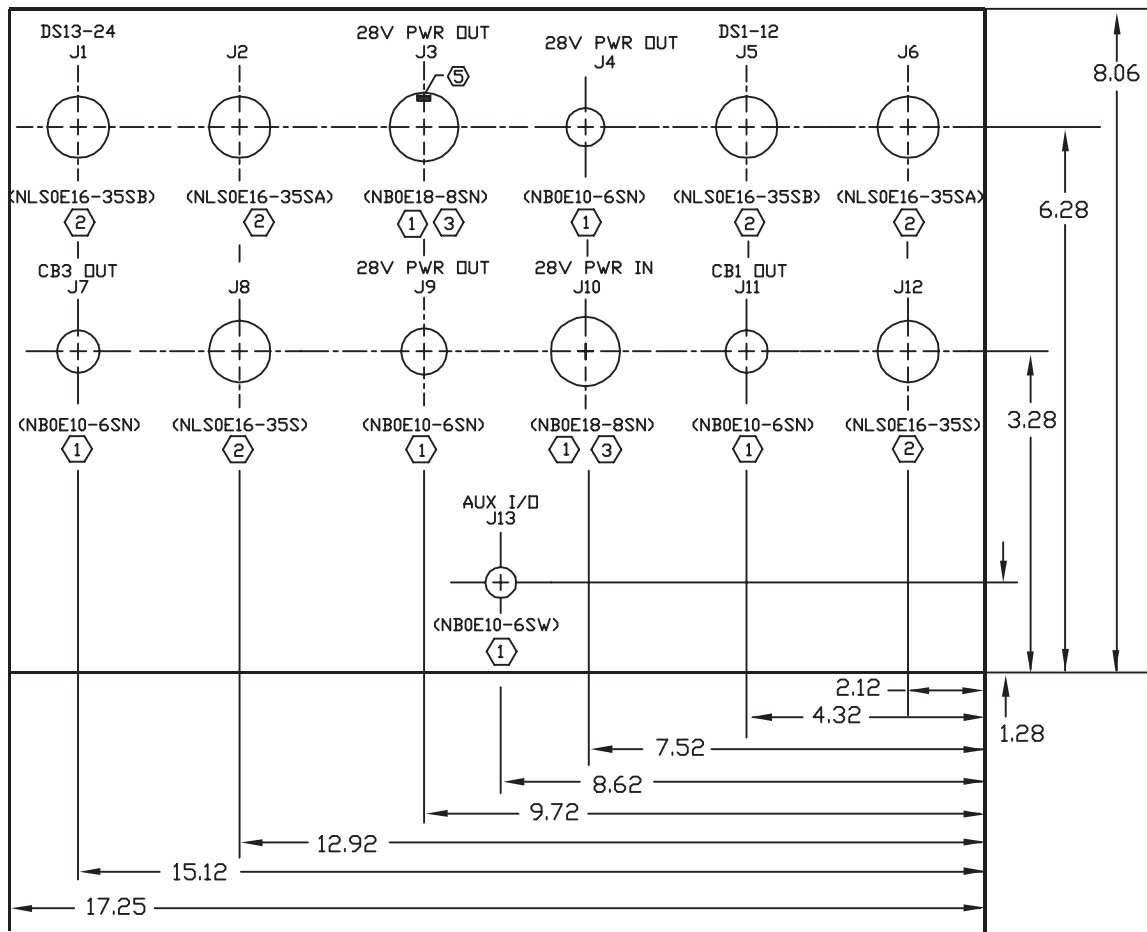 DS13-24
J1
J2
28V PWR OUT
J3
5
28V PWR OUT
J4
DS1-12
J5
J6
8.06
6.28
(NLS0E16-35SB)
2
(NLS0E16-35SA)
2
(NB0E18-8SN)
1 3
(NB0E10-6SN)
1
(NLS0E16-35SB)
2
(NLS0E16-35SA)
2
CB3 OUT
J7
J8
28V PWR OUT
J9
28V PWR IN
J10
CB1 OUT
J11
J12
3.28
(NB0E10-6SN)
1
(NLS0E16-35S)
2
(NB0E10-6SN)
1
(NB0E18-8SN)
1 3
(NB0E10-6SN)
1
(NLS0E16-35S)
2
AUX I/O
J13
(NB0E10-6SW)
1
2.12
4.32
1.28
7.52
8.62
9.72
12.92
15.12
17.25